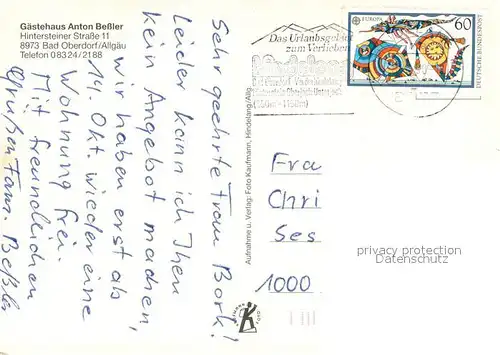 Gästehaus Anton Beßler
Hintersteiner Straße 11
8973 Bad Oberdorf/Allgäu
Telefon 08324/2188
Sehr geehrte Frau Bork!
Leider kann ich Ihnen
kein Angebot machen,
wir haben erst ab
14. Okt. wieder eine
Wohnung frei.
Mit freundlichen
Grüßen Fam. Beßler
Aufnahme u. Verlag: Foto Kaufmann, Hindelang/Allg.
Das Urlaubsgebiet
zum Verlieben
EUROPA
60
DEUTSCHE BUNDESPOST
Fra
Chri
Ses
1000
privacy protection
Datenschutz